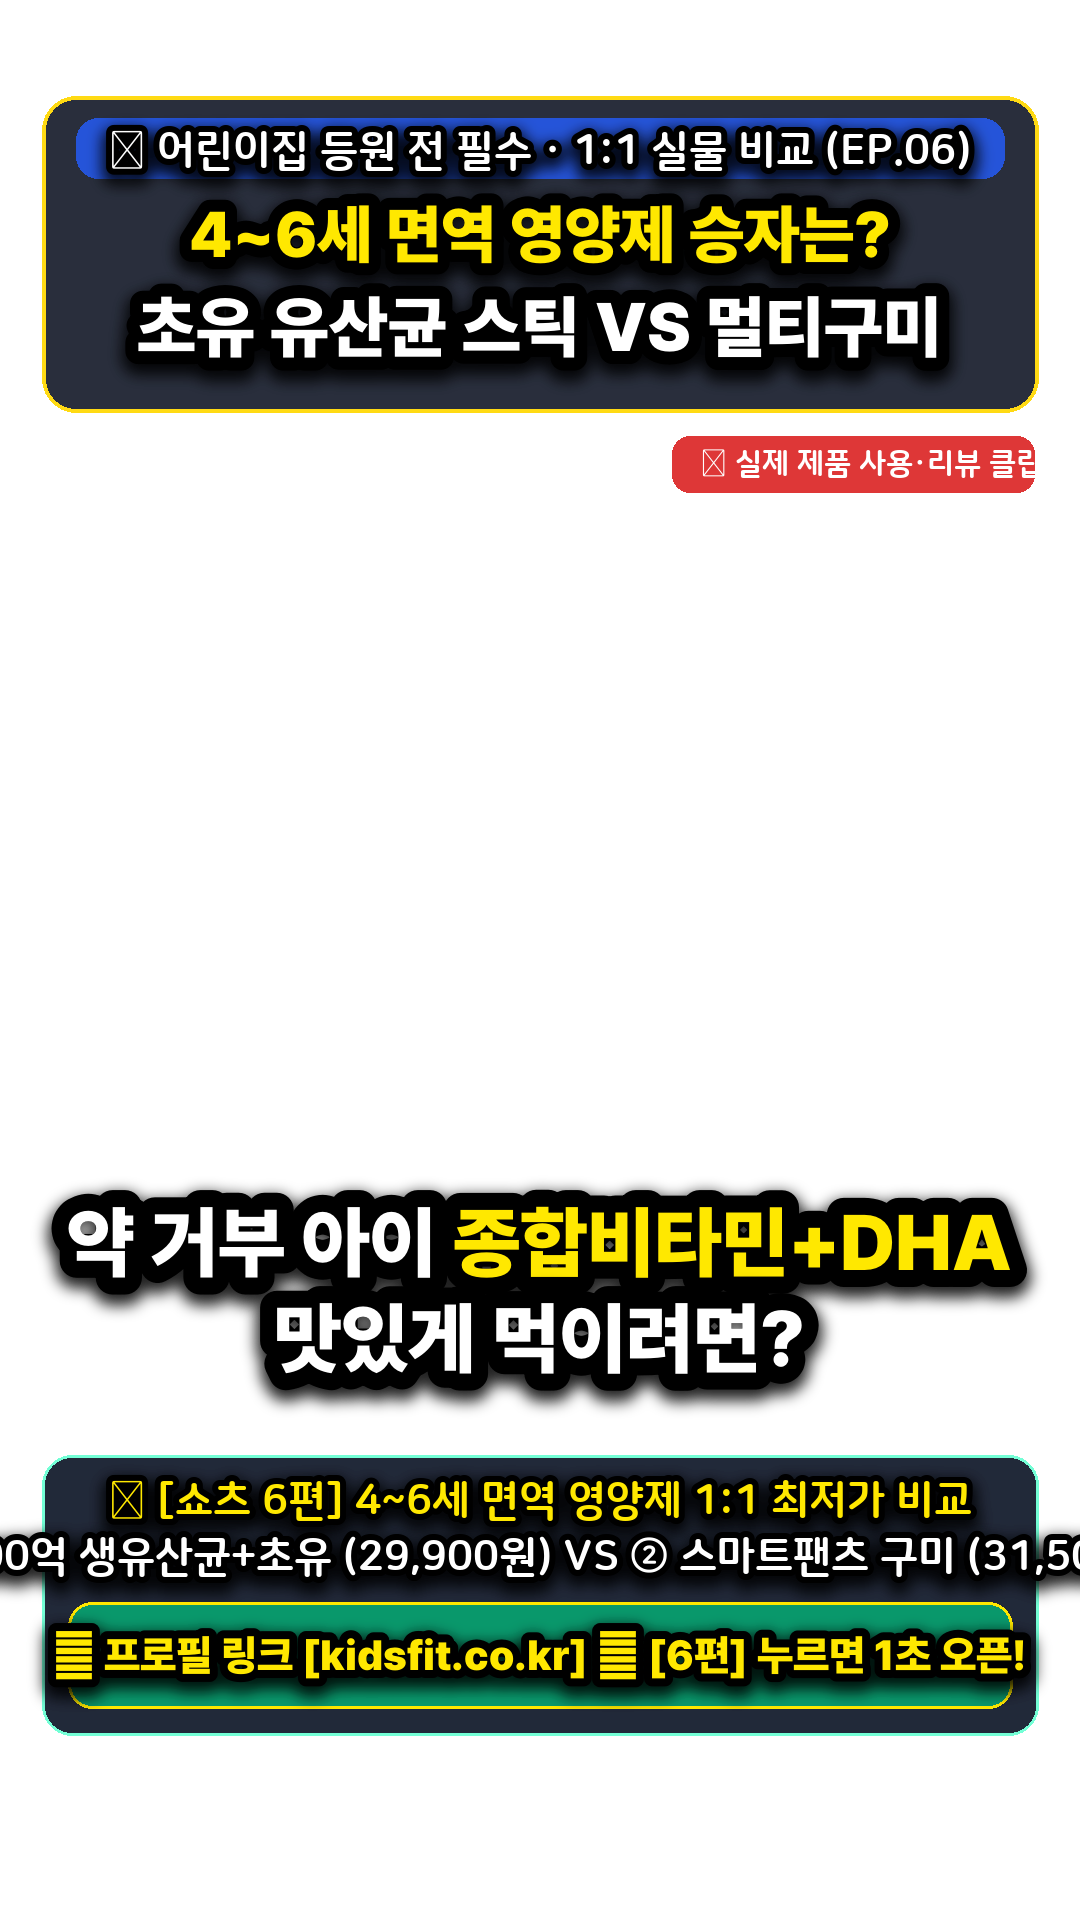 어린이집 등원 전 필수 · 1:1 실물 비교 (EP.06)
4~6세 면역 영양제 승자는?
초유 유산균 스틱 VS 멀티구미
실제 제품 사용·리뷰 클립
약 거부 아이 종합비타민+DHA
맛있게 먹이려면?
[쇼츠 6편] 4~6세 면역 영양제 1:1 최저가 비교
생유산균+초유 (29,900원) VS ② 스마트팬츠 구미
프로필 링크 [kidsfit.co.kr] [6편] 누르면 1초 오픈!